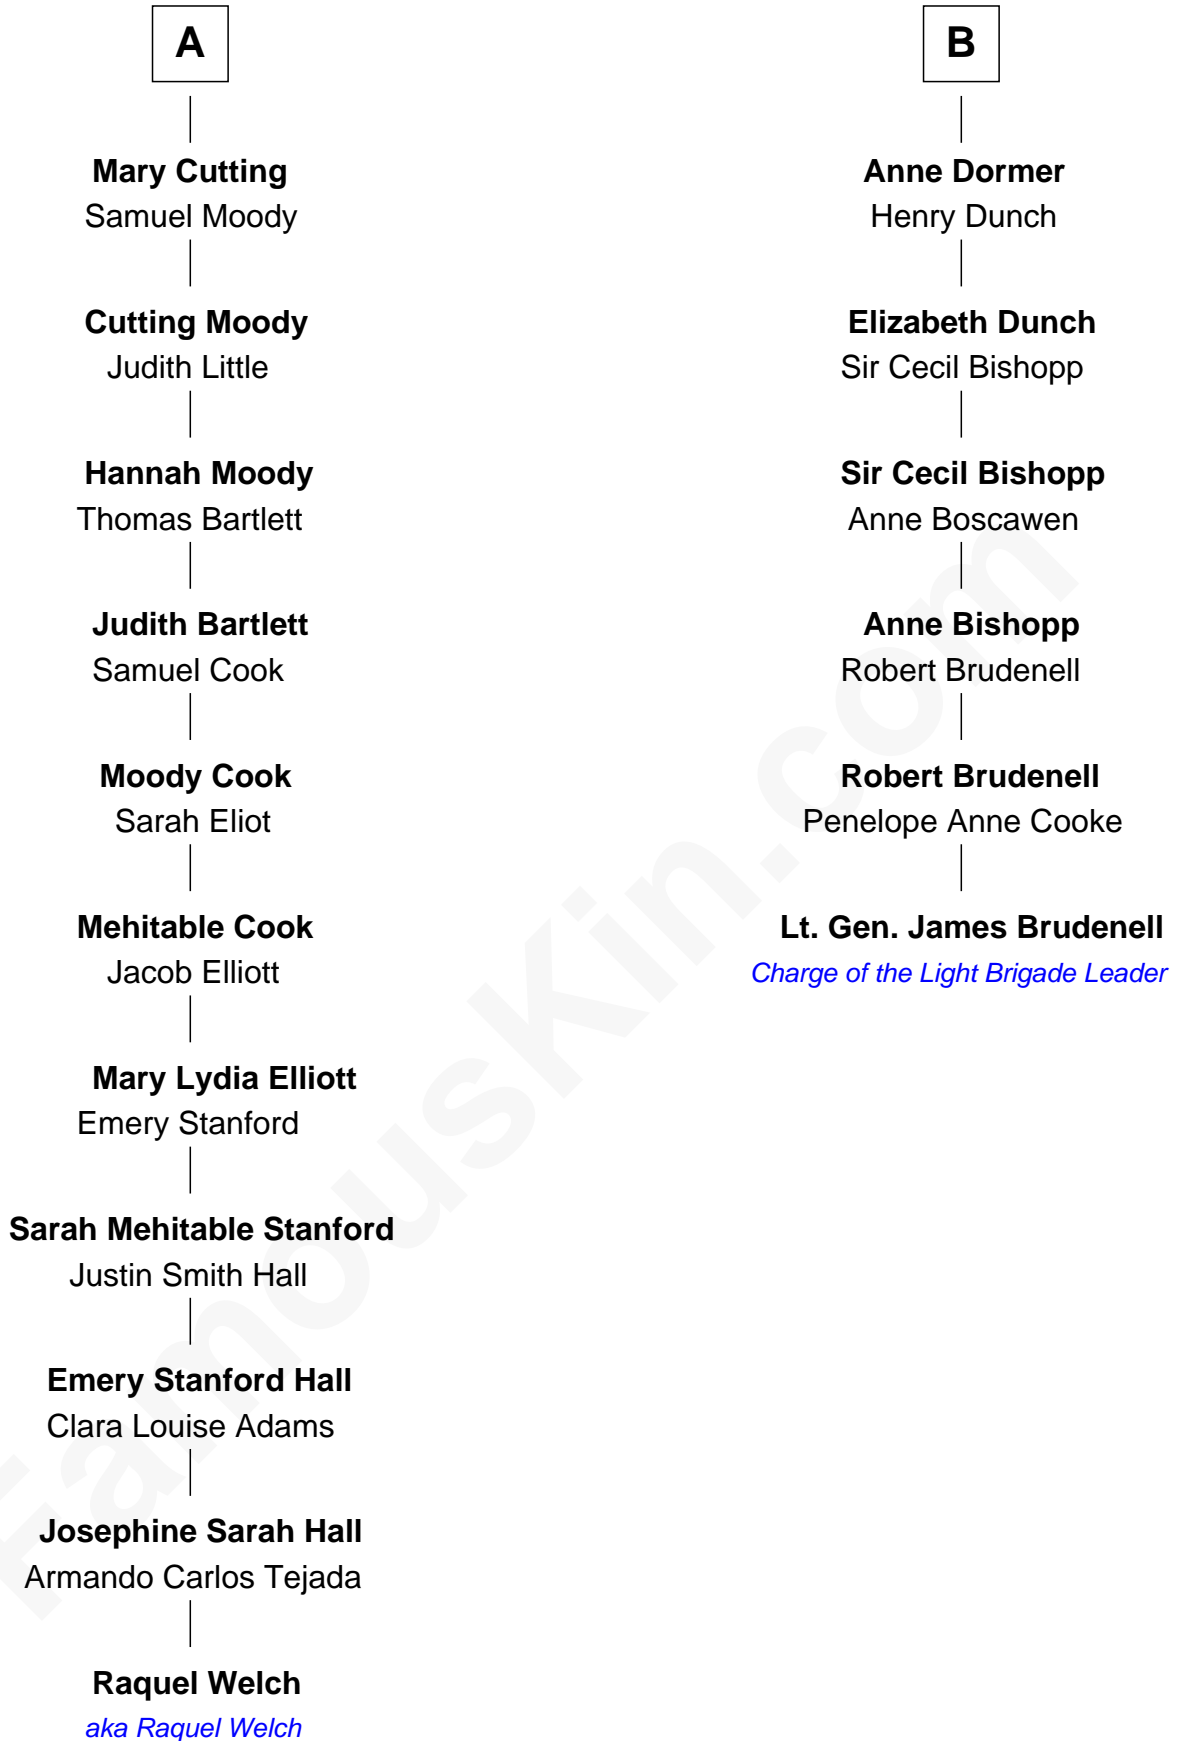 A
Mary Cutting
Samuel Moody
Cutting Moody
Judith Little
Hannah Moody
Thomas Bartlett
Judith Bartlett
Samuel Cook
Moody Cook
Sarah Eliot
Mehitable Cook
Jacob Elliott
Mary Lydia Elliott
Emery Stanford
Sarah Mehitable Stanford
Justin Smith Hall
Emery Stanford Hall
Clara Louise Adams
Josephine Sarah Hall
Armando Carlos Tejada
Raquel Welch
aka Raquel Welch
B
Anne Dormer
Henry Dunch
Elizabeth Dunch
Sir Cecil Bishopp
Sir Cecil Bishopp
Anne Boscawen
Anne Bishopp
Robert Brudenell
Robert Brudenell
Penelope Anne Cooke
Lt. Gen. James Brudenell
Charge of the Light Brigade Leader
FamousKin.com